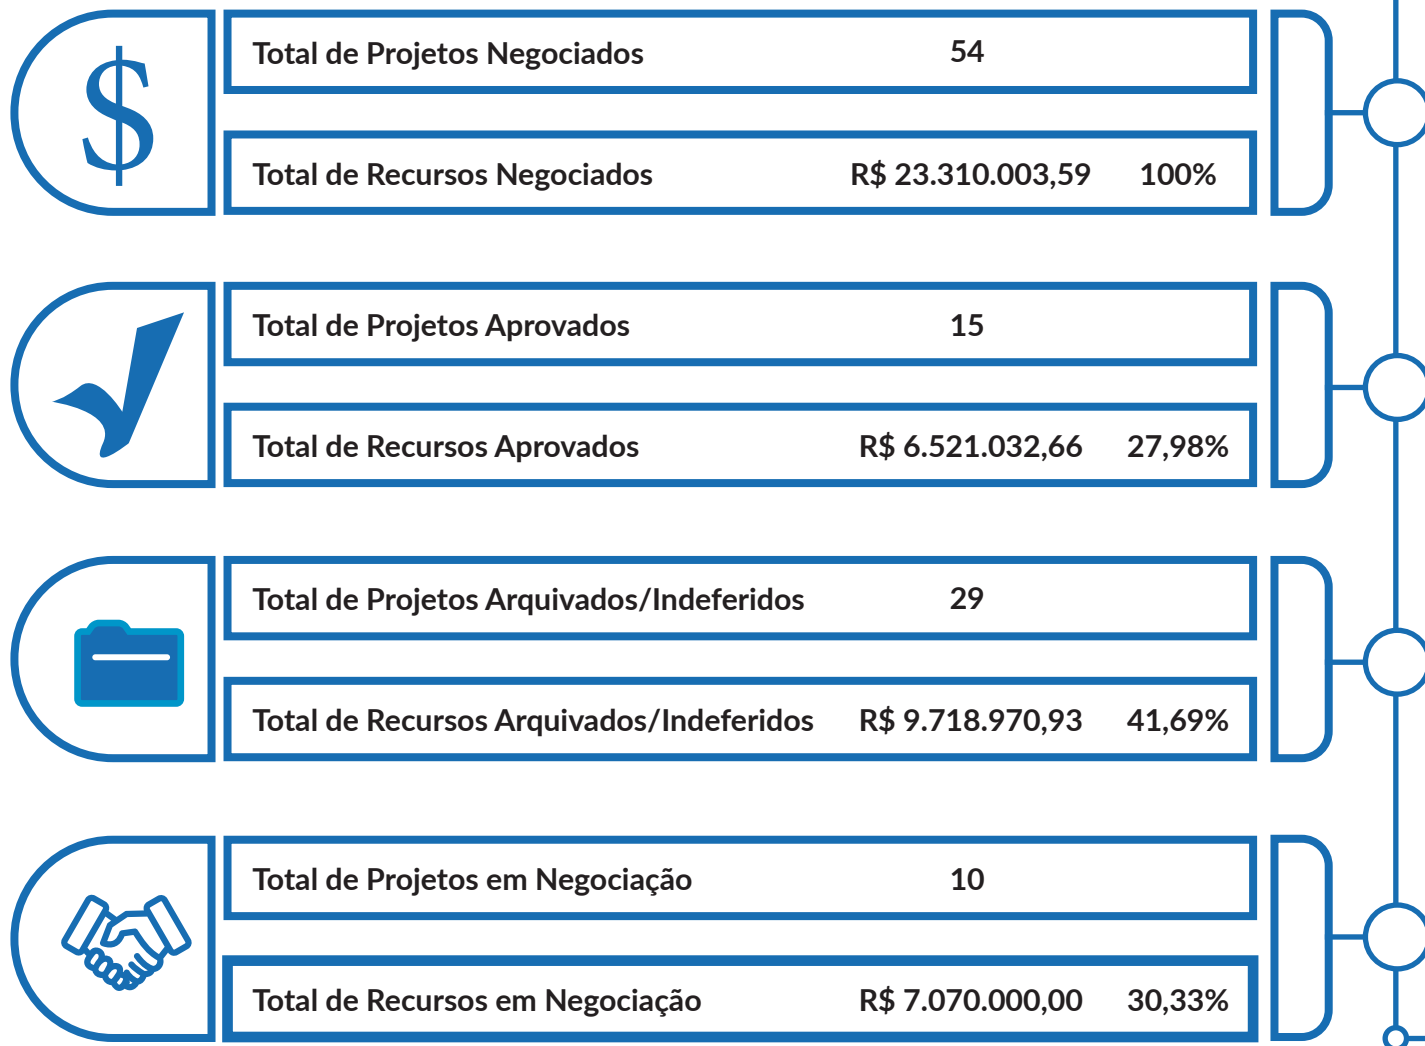 $
Total de Projetos Negociados 54
Total de Recursos Negociados R$ 23.310.003,59 100%
Total de Projetos Aprovados 15
Total de Recursos Aprovados R$ 6.521.032,66 27,98%
Total de Projetos Arquivados/Indeferidos 29
Total de Recursos Arquivados/Indeferidos R$ 9.718.970,93 41,69%
Total de Projetos em Negociação 10
Total de Recursos em Negociação R$ 7.070.000,00 30,33%